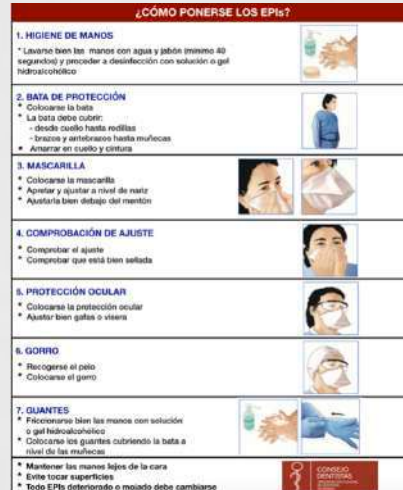 ¿CÓMO PONERSE LOS EPIs?
1. HIGIENE DE MANOS
* Lavarse bien las manos con agua y jabón (mínimo 40
segundos) y proceder a desinfección con solución o gel
hidroalcohólico
2. BATA DE PROTECCIÓN
* Colocarse la bata
* La bata debe cubrir:
- desde cuello hasta rodillas
- brazos y antebrazos hasta muñecas
* Amarrar en cuello y cintura
3. MASCARILLA
* Colocarse la mascarilla
* Apretar y ajustar a nivel de nariz
* Ajustarla bien debajo del mentón
4. COMPROBACIÓN DE AJUSTE
* Comprobar el ajuste
* Comprobar que está bien sellada
5. PROTECCIÓN OCULAR
* Colocarse la protección ocular
* Ajustar bien gafas o visera
6. GORRO
* Recogerse el pelo
* Colocarse el gorro
7. GUANTES
* Friccionarse bien las manos con solución
o gel hidroalcohólico
* Colocarse los guantes cubriendo la bata a
nivel de las muñecas
* Mantener las manos lejos de la cara
* Evite tocar superficies
* Todo EPIs deteriorado o mojado debe cambiarse
CONSEJO
DENTISTAS